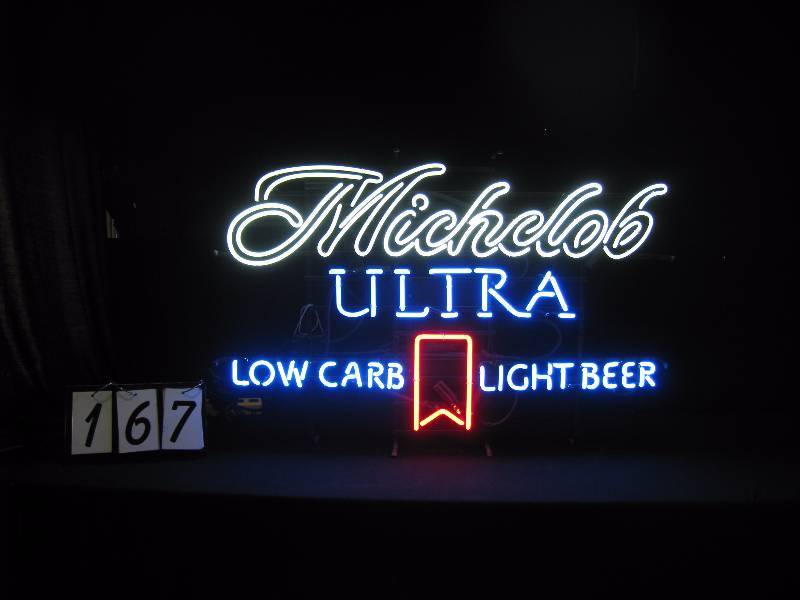 Michelob
ULTRA
LOW CARB LIGHT BEER
167